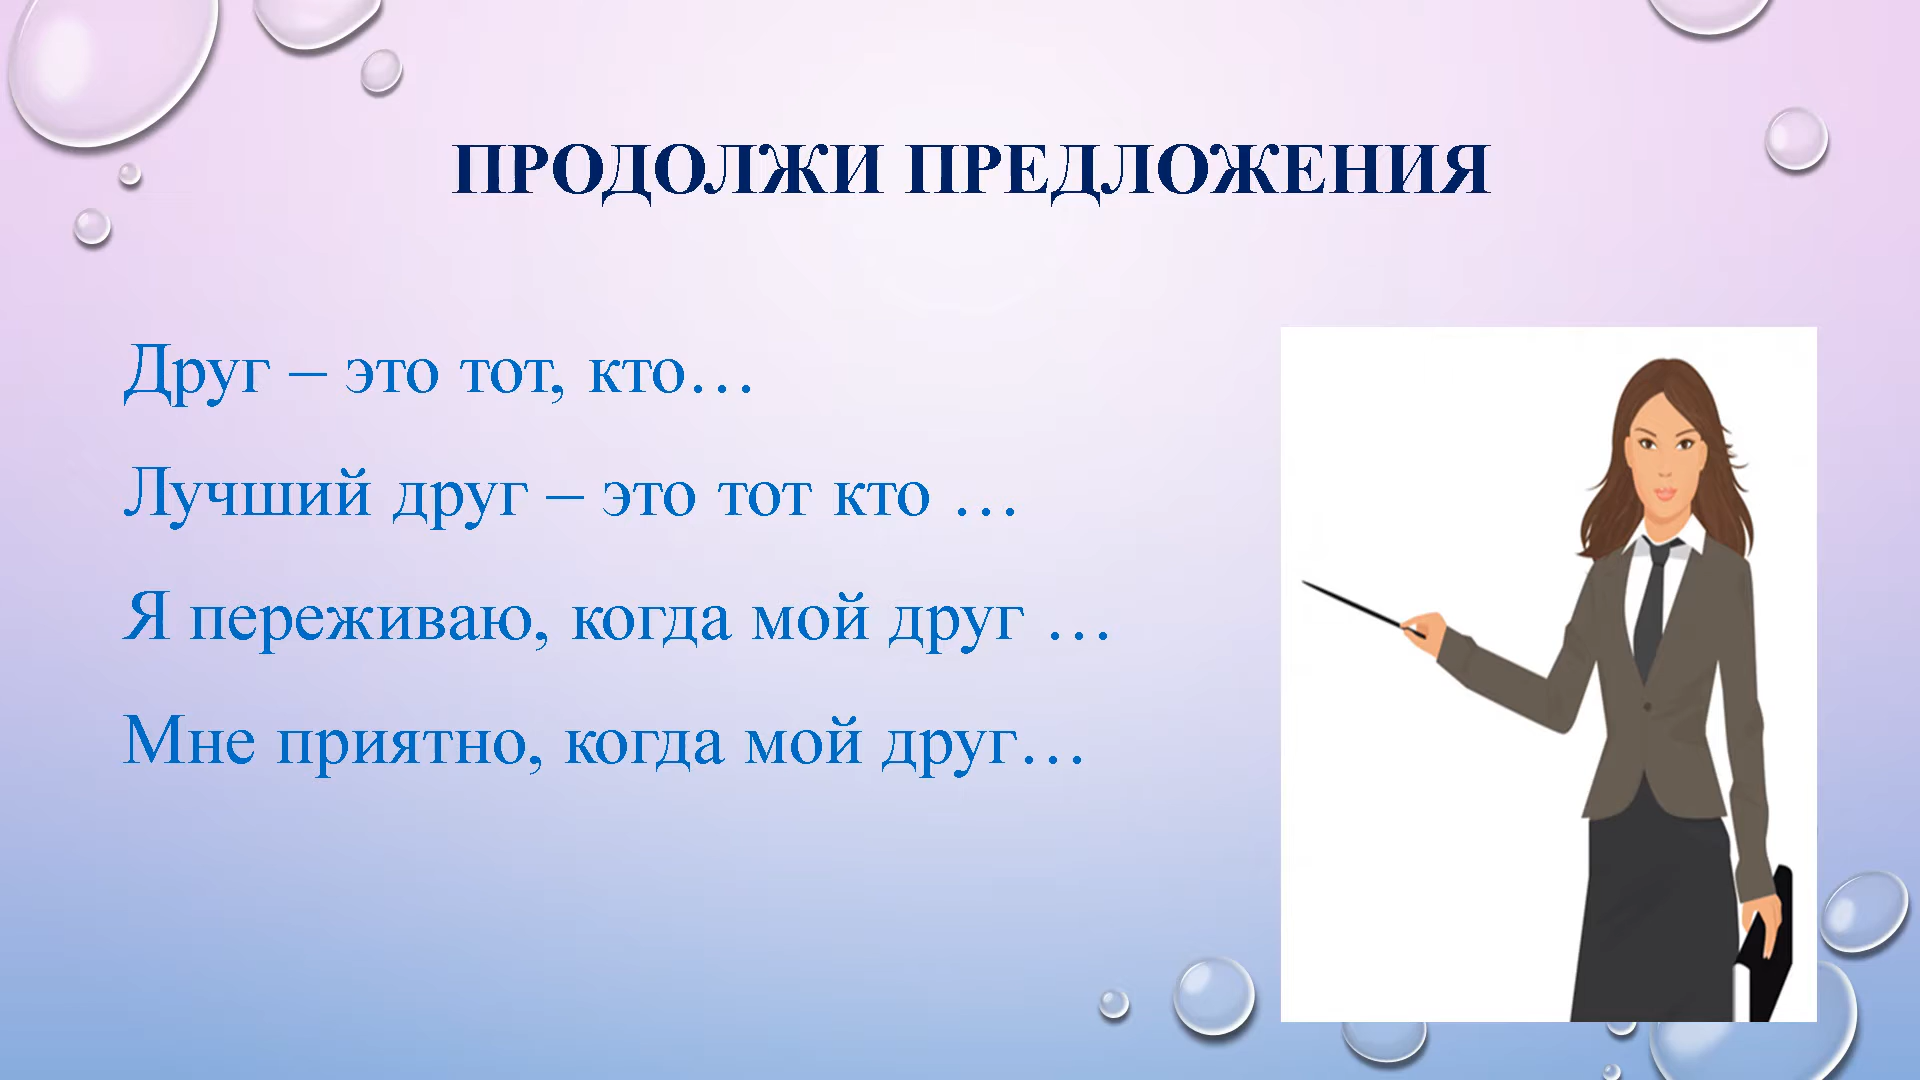 ПРОДОЛЖИ ПРЕДЛОЖЕНИЯ
Друг – это тот, кто…
Лучший друг – это тот кто …
Я переживаю, когда мой друг …
Мне приятно, когда мой друг…